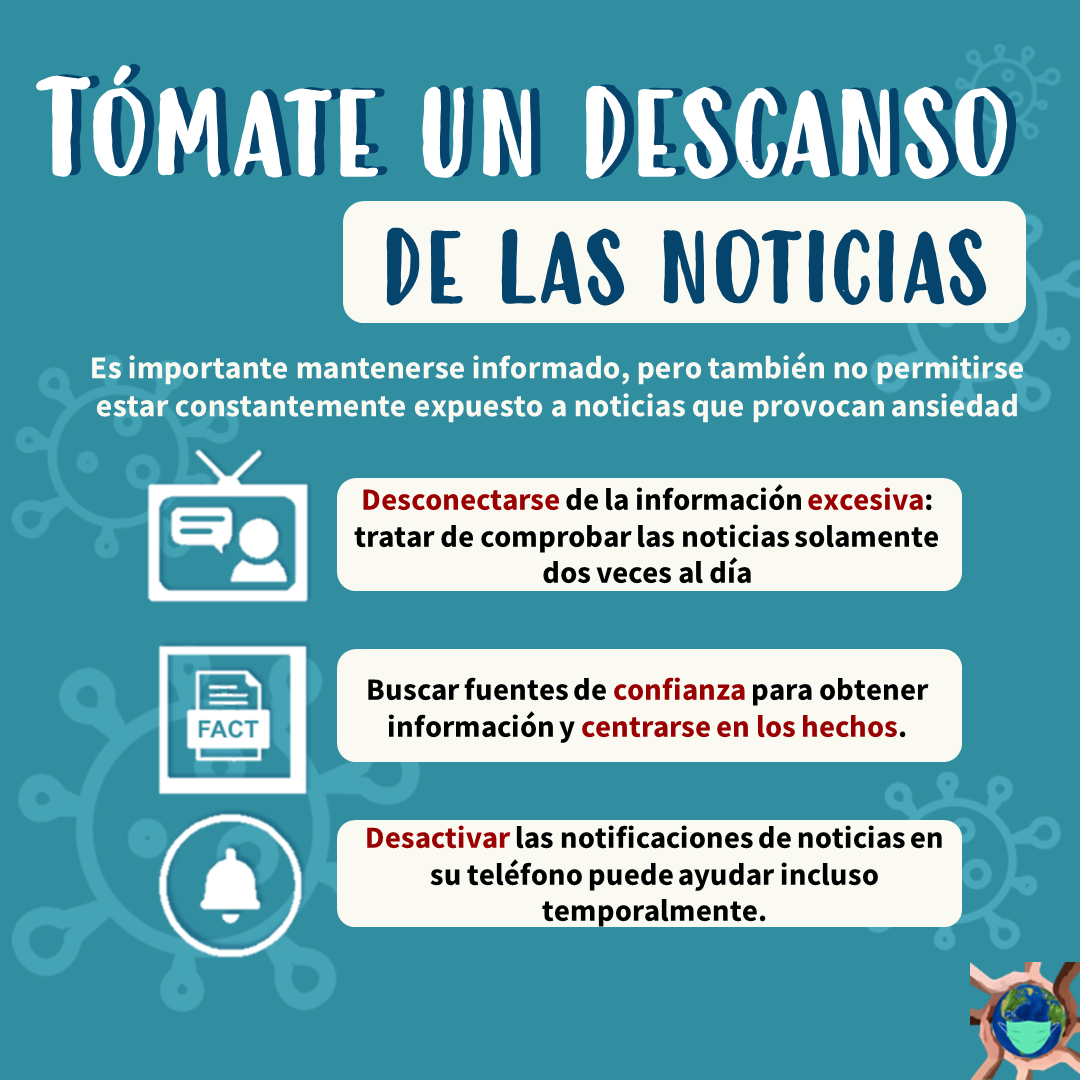 TÓMATE UN DESCANSO
DE LAS NOTICIAS
Es importante mantenerse informado, pero también no permitirse
estar constantemente expuesto a noticias que provocan ansiedad
Desconectarse de la información excesiva:
tratar de comprobar las noticias solamente
dos veces al día
FACT
Buscar fuentes de confianza para obtener
información y centrarse en los hechos.
Desactivar las notificaciones de noticias en
su teléfono puede ayudar incluso
temporalmente.